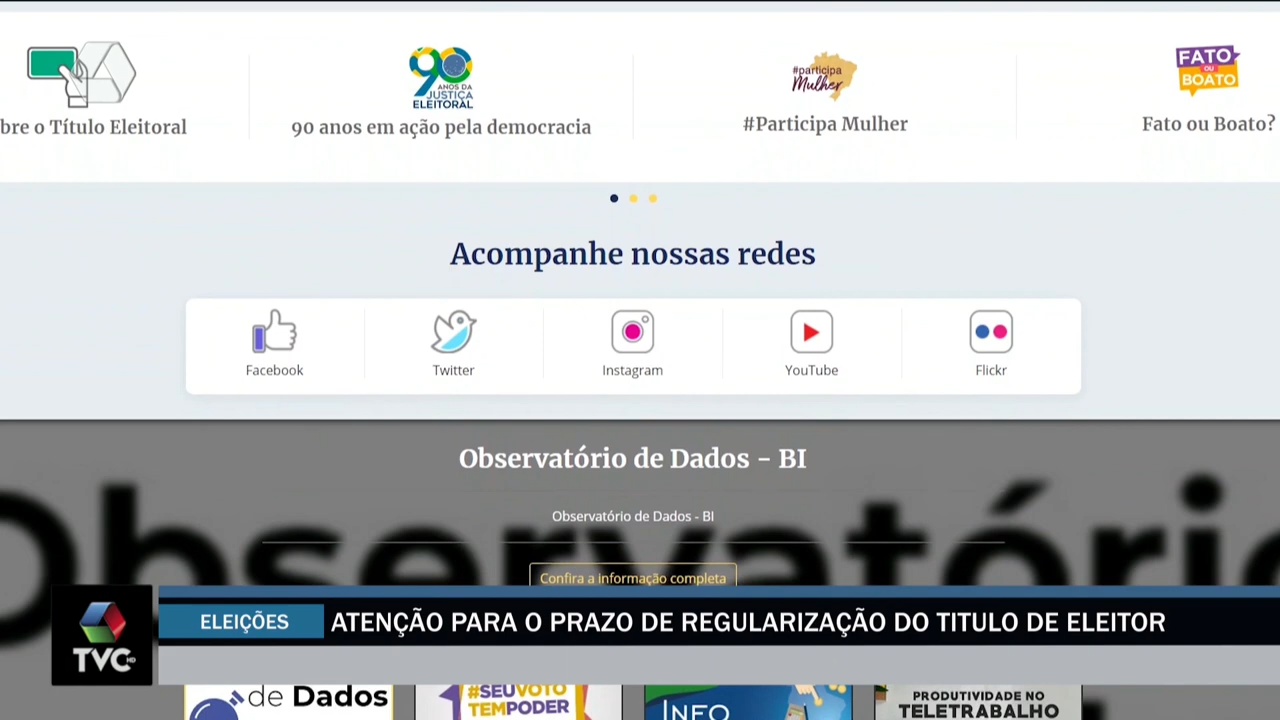 bre o Título Eleitoral
90
ANOS DA
JUSTIÇA
ELEITORAL
90 anos em ação pela democracia
#participa
Mulher
#Participa Mulher
FATO
OU
BOATO
Fato ou Boato?
Acompanhe nossas redes
Facebook
Twitter
Instagram
YouTube
Flickr
Observatório de Dados - BI
Observatório de Dados - BI
Observatóri
Confira a informação completa
ELEIÇÕES
ATENÇÃO PARA O PRAZO DE REGULARIZAÇÃO DO TITULO DE ELEITOR
TVC HD
de Dados
#SEUVOTO
TEMPODER
INFO
PRODUTIVIDADE NO
TELETRABALHO